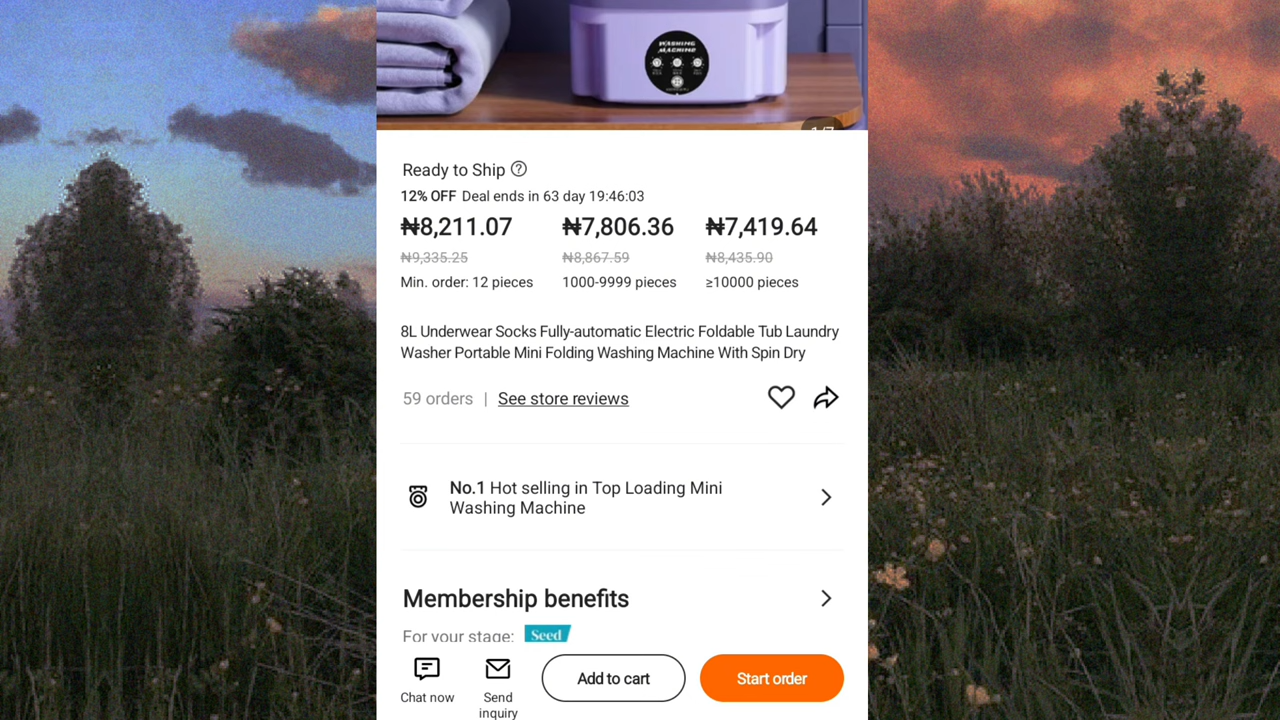 WASHING
MACHINE
Ready to Ship
12% OFF Deal ends in 63 day 19:46:03
₦8,211.07 ₦7,806.36 ₦7,419.64
₦9,335.25 ₦8,867.59 ₦8,435.90
Min. order: 12 pieces 1000-9999 pieces ≥10000 pieces
8L Underwear Socks Fully-automatic Electric Foldable Tub Laundry
Washer Portable Mini Folding Washing Machine With Spin Dry
59 orders | See store reviews
No.1 Hot selling in Top Loading Mini
Washing Machine
Membership benefits
For your stage: Seed
Chat now
Send
inquiry
Add to cart
Start order